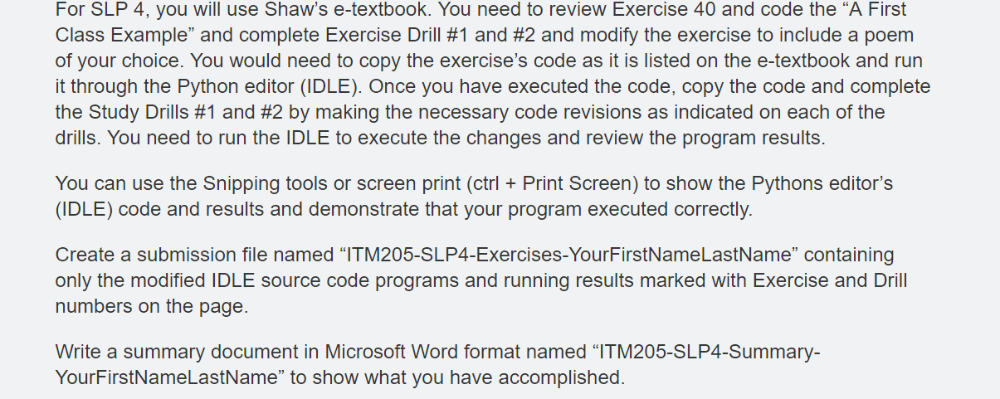 For SLP 4, you will use Shaw’s e-textbook. You need to review Exercise 40 and code the “A First
Class Example” and complete Exercise Drill #1 and #2 and modify the exercise to include a poem
of your choice. You would need to copy the exercise’s code as it is listed on the e-textbook and run
it through the Python editor (IDLE). Once you have executed the code, copy the code and complete
the Study Drills #1 and #2 by making the necessary code revisions as indicated on each of the
drills. You need to run the IDLE to execute the changes and review the program results.
You can use the Snipping tools or screen print (ctrl + Print Screen) to show the Pythons editor’s
(IDLE) code and results and demonstrate that your program executed correctly.
Create a submission file named “ITM205-SLP4-Exercises-YourFirstNameLastName” containing
only the modified IDLE source code programs and running results marked with Exercise and Drill
numbers on the page.
Write a summary document in Microsoft Word format named “ITM205-SLP4-Summary-
YourFirstNameLastName” to show what you have accomplished.